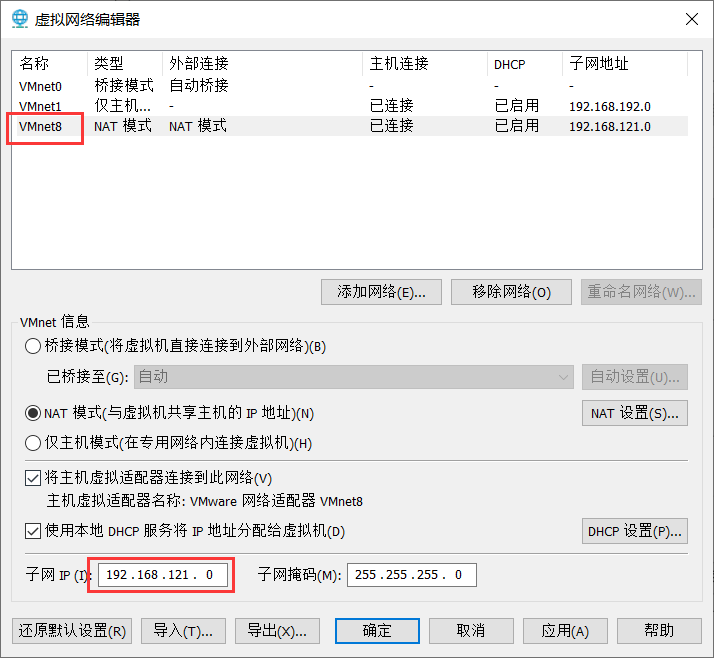 虚拟网络编辑器
名称 类型 外部连接 主机连接 DHCP 子网地址
VMnet0 桥接模式 自动桥接 - - -
VMnet1 仅主机... - 已连接 已启用 192.168.192.0
VMnet8 NAT 模式 NAT 模式 已连接 已启用 192.168.121.0
添加网络(E)... 移除网络(O) 重命名网络(W)...
VMnet 信息
桥接模式(将虚拟机直接连接到外部网络)(B)
已桥接至(G): 自动 自动设置(U)...
NAT 模式(与虚拟机共享主机的 IP 地址)(N) NAT 设置(S)...
仅主机模式(在专用网络内连接虚拟机)(H)
将主机虚拟适配器连接到此网络(V)
主机虚拟适配器名称: VMware 网络适配器 VMnet8
使用本地 DHCP 服务将 IP 地址分配给虚拟机(D) DHCP 设置(P)...
子网 IP (I): 192.168.121. 0 子网掩码(M): 255.255.255. 0
还原默认设置(R) 导入(T)... 导出(X)... 确定 取消 应用(A) 帮助